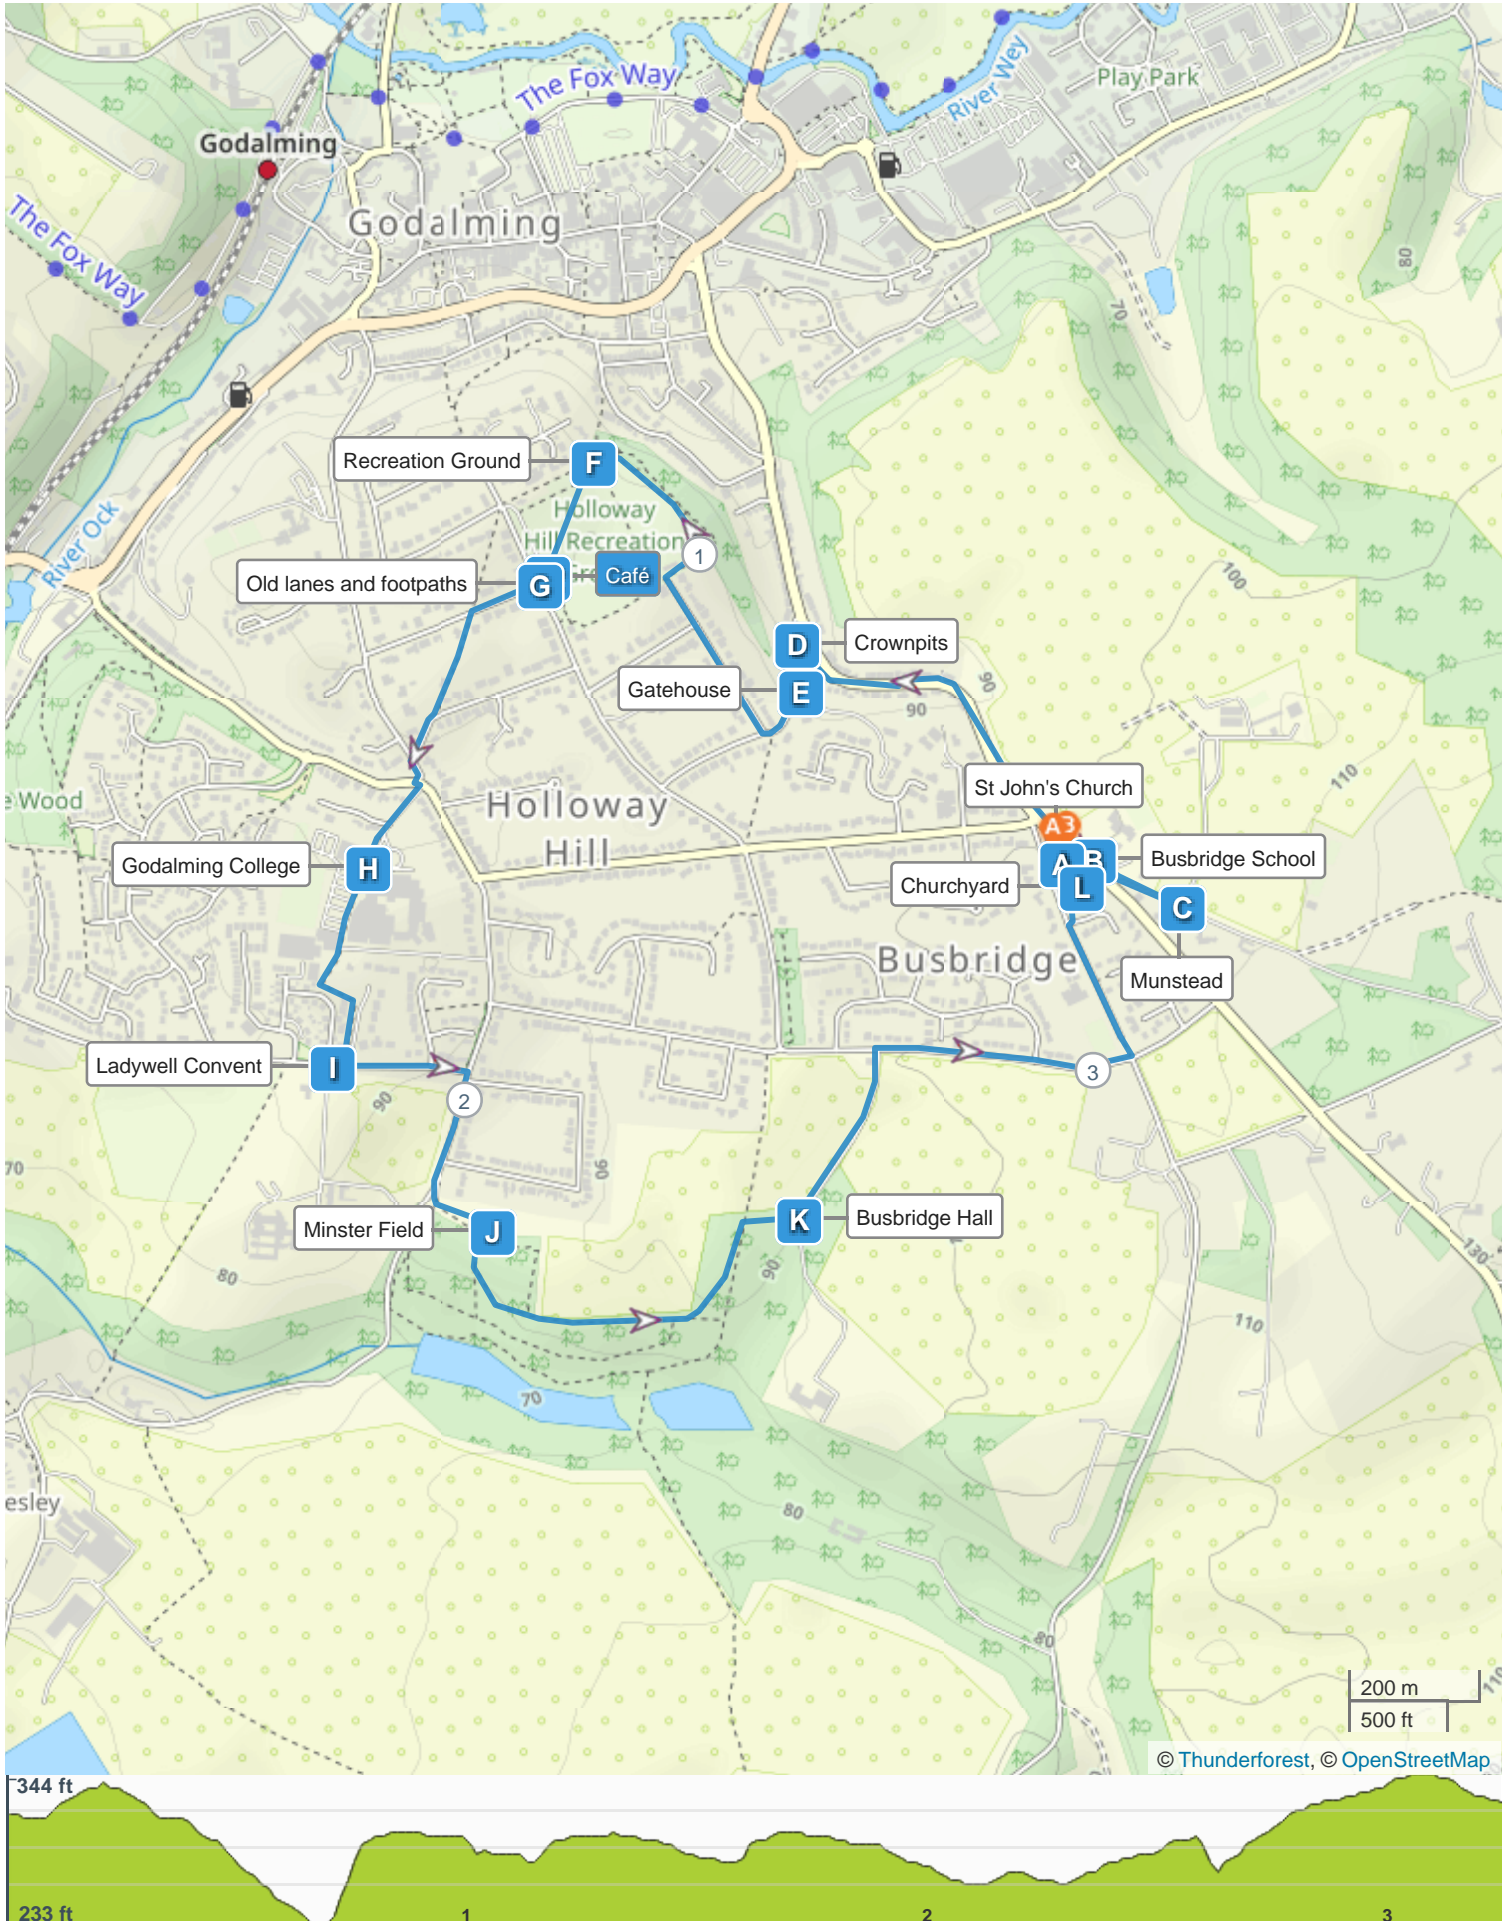 The Fox Way
River Wey
Play Park
Godalming
Godalming
The Fox Way
80
70
Recreation Ground
F
Holloway
Hill Recreation
1
River Ock
Old lanes and footpaths
G
Café
100
D
Crownpits
Gatehouse
E
90
90
St John's Church
110
e Wood
Holloway
Hill
A3
Godalming College
H
A
B
Busbridge School
Churchyard
L
C
Busbridge
Munstead
Ladywell Convent
I
3
90
2
70
90
Minster Field
J
K
Busbridge Hall
130
80
90
110
70
esley
80
80
110
200 m
500 ft
© Thunderforest, © OpenStreetMap
344 ft
233 ft
1
2
3